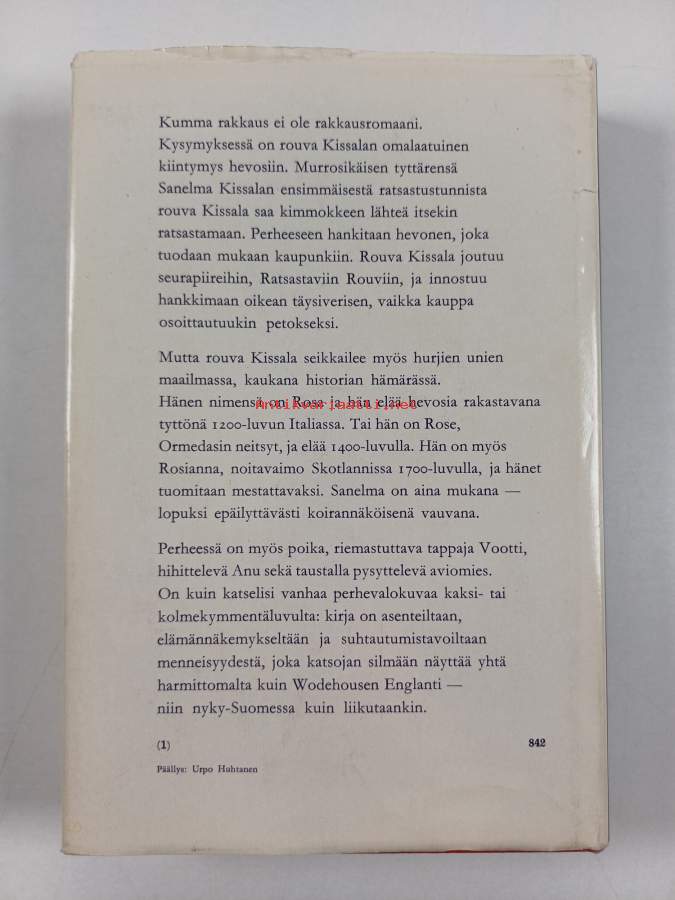 Kumma rakkaus ei ole rakkausromaani.
Kysymyksessä on rouva Kissalan omalaatuinen
kiintymys hevosiin. Murrosikäisen tyttärensä
Sanelma Kissalan ensimmäisestä ratsastustunnista
rouva Kissala saa kimmokkeen lähteä itsekin
ratsastamaan. Perheeseen hankitaan hevonen, joka
tuodaan mukaan kaupunkiin. Rouva Kissala joutuu
seurapiireihin, Ratsastaviin Rouviin, ja innostuu
hankkimaan oikean täysiverisen, vaikka kauppa
osoittautuukin petokseksi.
Mutta rouva Kissala seikkailee myös hurjien unien
maailmassa, kaukana historian hämärässä.
Hänen nimensä on Rosa ja hän elää hevosia rakastavana
antikvariaatti.net
tyttönä 1200-luvun Italiassa. Tai hän on Rose,
Ormedasin neitsyt, ja elää 1400-luvulla. Hän on myös
Rosianna, noitavaimo Skotlannissa 1700-luvulla, ja hänet
tuomitaan mestattavaksi. Sanelma on aina mukana —
lopuksi epäilyttävästi koirannäköisenä vauvana.
Perheessä on myös poika, riemastuttava tappaja Vootti,
hihittelevä Anu sekä taustalla pysyttelevä aviomies.
On kuin katselisi vanhaa perhevalokuvaa kaksi- tai
kolmekymmentäluvulta: kirja on asenteiltaan,
elämännäkemykseltään ja suhtautumistavoiltaan
menneisyydestä, joka katsojan silmään näyttää yhtä
harmittomalta kuin Wodehousen Englanti —
niin nyky-Suomessa kuin liikutaankin.
(1) 842
Päällys: Urpo Huhtanen